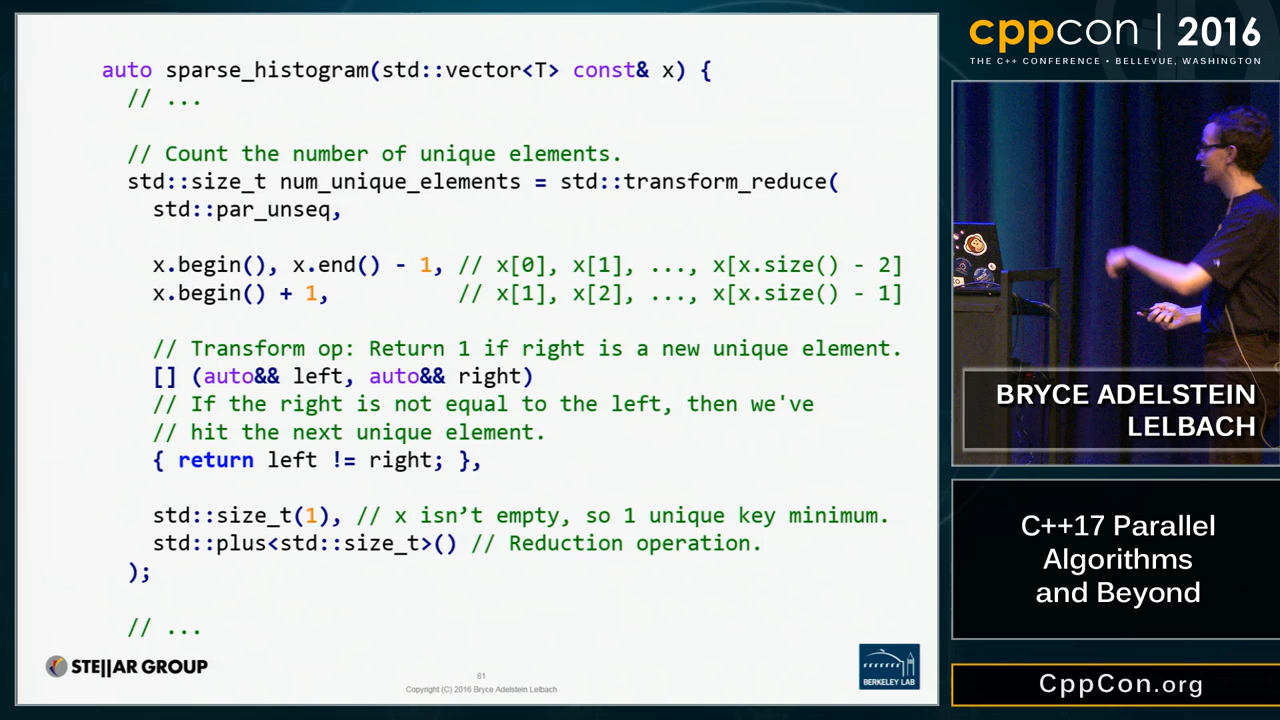 auto sparse_histogram(std::vector<T> const& x) {
// ...
// Count the number of unique elements.
std::size_t num_unique_elements = std::transform_reduce(
std::par_unseq,
x.begin(), x.end() - 1, // x[0], x[1], ..., x[x.size() - 2]
x.begin() + 1, // x[1], x[2], ..., x[x.size() - 1]
// Transform op: Return 1 if right is a new unique element.
[] (auto&& left, auto&& right)
// If the right is not equal to the left, then we've
// hit the next unique element.
{ return left != right; },
std::size_t(1), // x isn’t empty, so 1 unique key minimum.
std::plus<std::size_t>() // Reduction operation.
);
// ...
STE||AR GROUP
81
Copyright (C) 2016 Bryce Adelstein Lelbach
BERKELEY LAB
cppcon | 2016
THE C++ CONFERENCE • BELLEVUE, WASHINGTON
BRYCE ADELSTEIN
LELBACH
C++17 Parallel
Algorithms
and Beyond
CppCon.org